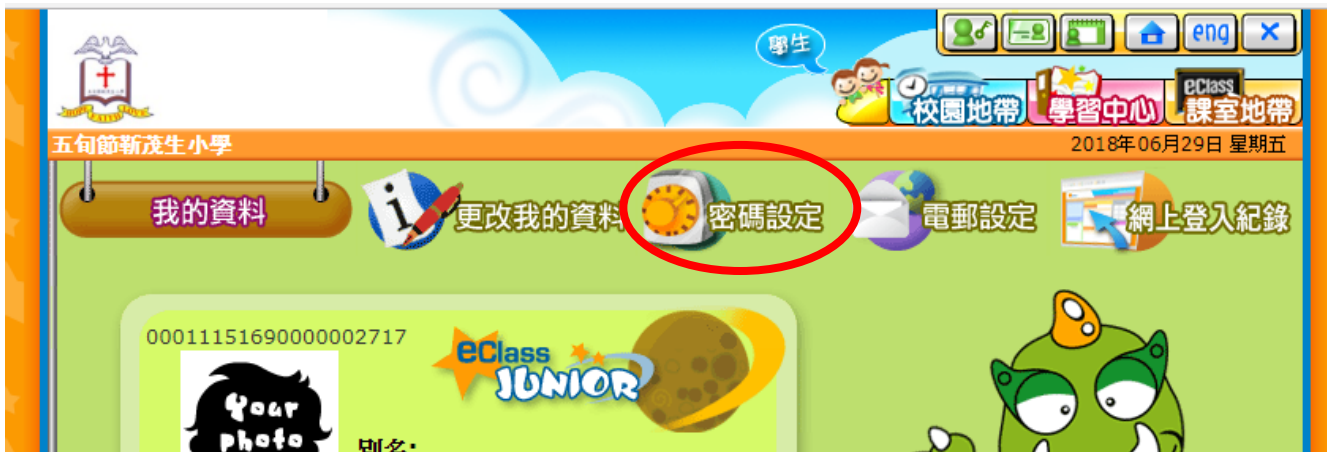 學生
eng
校園地帶
學習中心
eClass
課室地帶
五旬節靳茂生小學
2018年06月29日 星期五
我的資料
更改我的資料
密碼設定
電郵設定
網上登入紀錄
00011151690000002717
eClass
JUNIOR
Your
photo
別名: